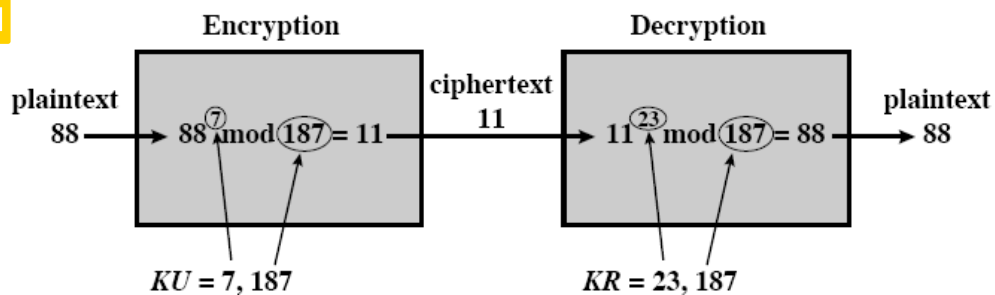 Encryption
Decryption
plaintext
88
88^7 mod 187 = 11
ciphertext
11
11^23 mod 187 = 88
plaintext
88
KU = 7, 187
KR = 23, 187